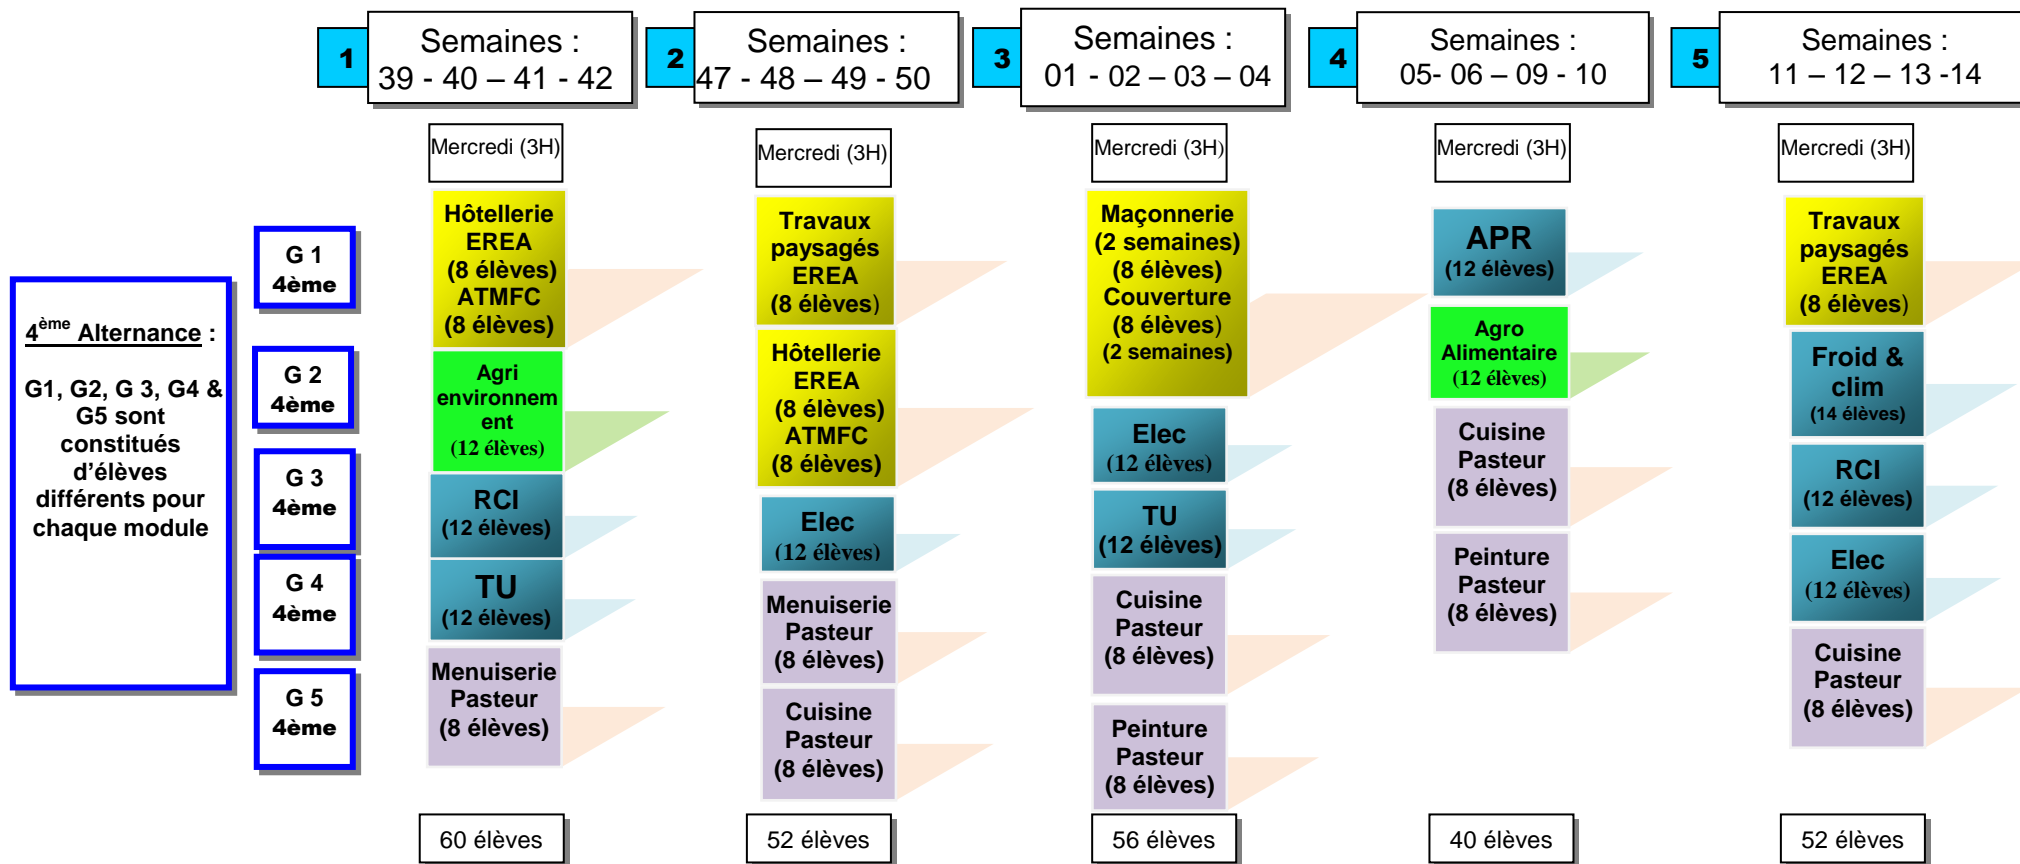 1
Semaines :
39 - 40 – 41 - 42
2
Semaines :
47 - 48 – 49 - 50
3
Semaines :
01 - 02 – 03 – 04
4
Semaines :
05- 06 – 09 - 10
5
Semaines :
11 – 12 – 13 -14
Mercredi (3H)
Mercredi (3H)
Mercredi (3H)
Mercredi (3H)
Mercredi (3H)
4ème Alternance :
G1, G2, G 3, G4 &
G5 sont
constitués
d'élèves
différents pour
chaque module
G 1
4ème
G 2
4ème
G 3
4ème
G 4
4ème
G 5
4ème
Hôtellerie
EREA
(8 élèves)
ATMFC
(8 élèves)
Agri
environnem
ent
(12 élèves)
RCI
(12 élèves)
TU
(12 élèves)
Menuiserie
Pasteur
(8 élèves)
60 élèves
Travaux
paysagés
EREA
(8 élèves)
Hôtellerie
EREA
(8 élèves)
ATMFC
(8 élèves)
Elec
(12 élèves)
Menuiserie
Pasteur
(8 élèves)
Cuisine
Pasteur
(8 élèves)
52 élèves
Maçonnerie
(2 semaines)
(8 élèves)
Couverture
(8 élèves)
(2 semaines)
Elec
(12 élèves)
TU
(12 élèves)
Cuisine
Pasteur
(8 élèves)
Peinture
Pasteur
(8 élèves)
56 élèves
APR
(12 élèves)
Agro
Alimentaire
(12 élèves)
Cuisine
Pasteur
(8 élèves)
Peinture
Pasteur
(8 élèves)
40 élèves
Travaux
paysagés
EREA
(8 élèves)
Froid &
clim
(14 élèves)
RCI
(12 élèves)
Elec
(12 élèves)
Cuisine
Pasteur
(8 élèves)
52 élèves